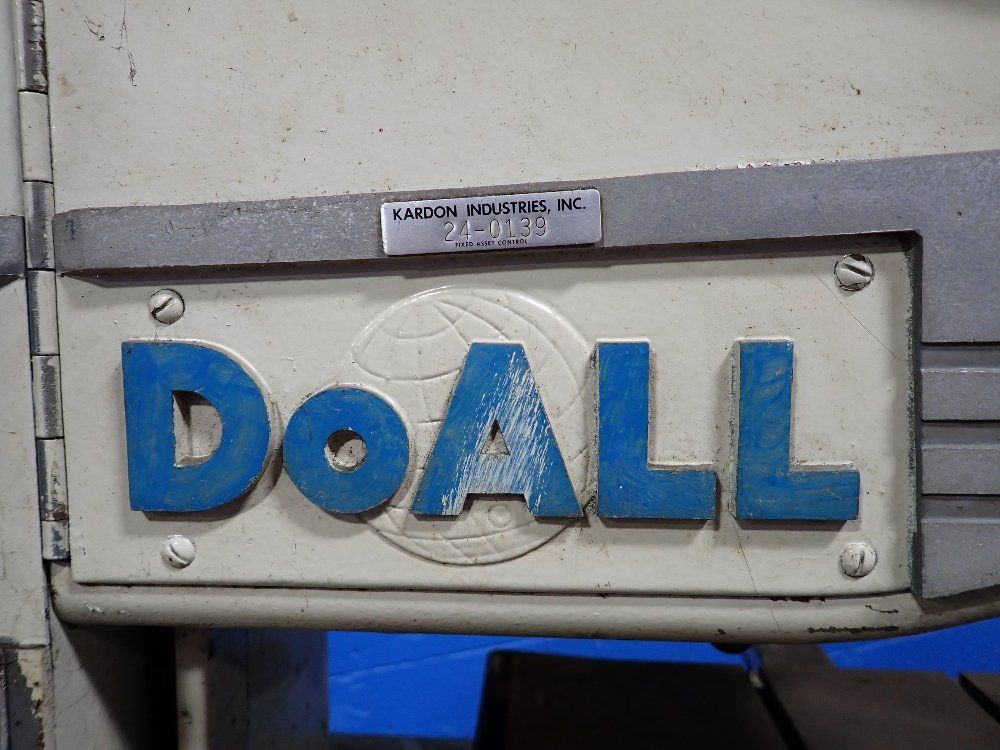 KARDON INDUSTRIES, INC.
24-0139
FIXED ASSET CONTROL
DoALL